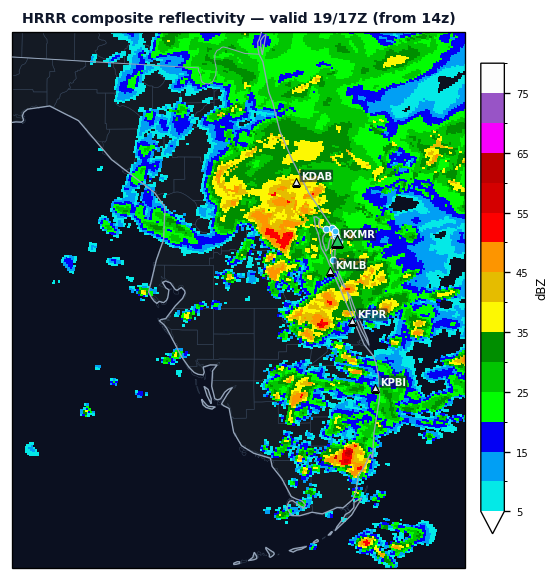 HRRR composite reflectivity — valid 19/17Z (from 14z)
KDAB
KXMR
KMLB
KFPR
KPBI
75
65
55
45
35
25
15
5
dBZ